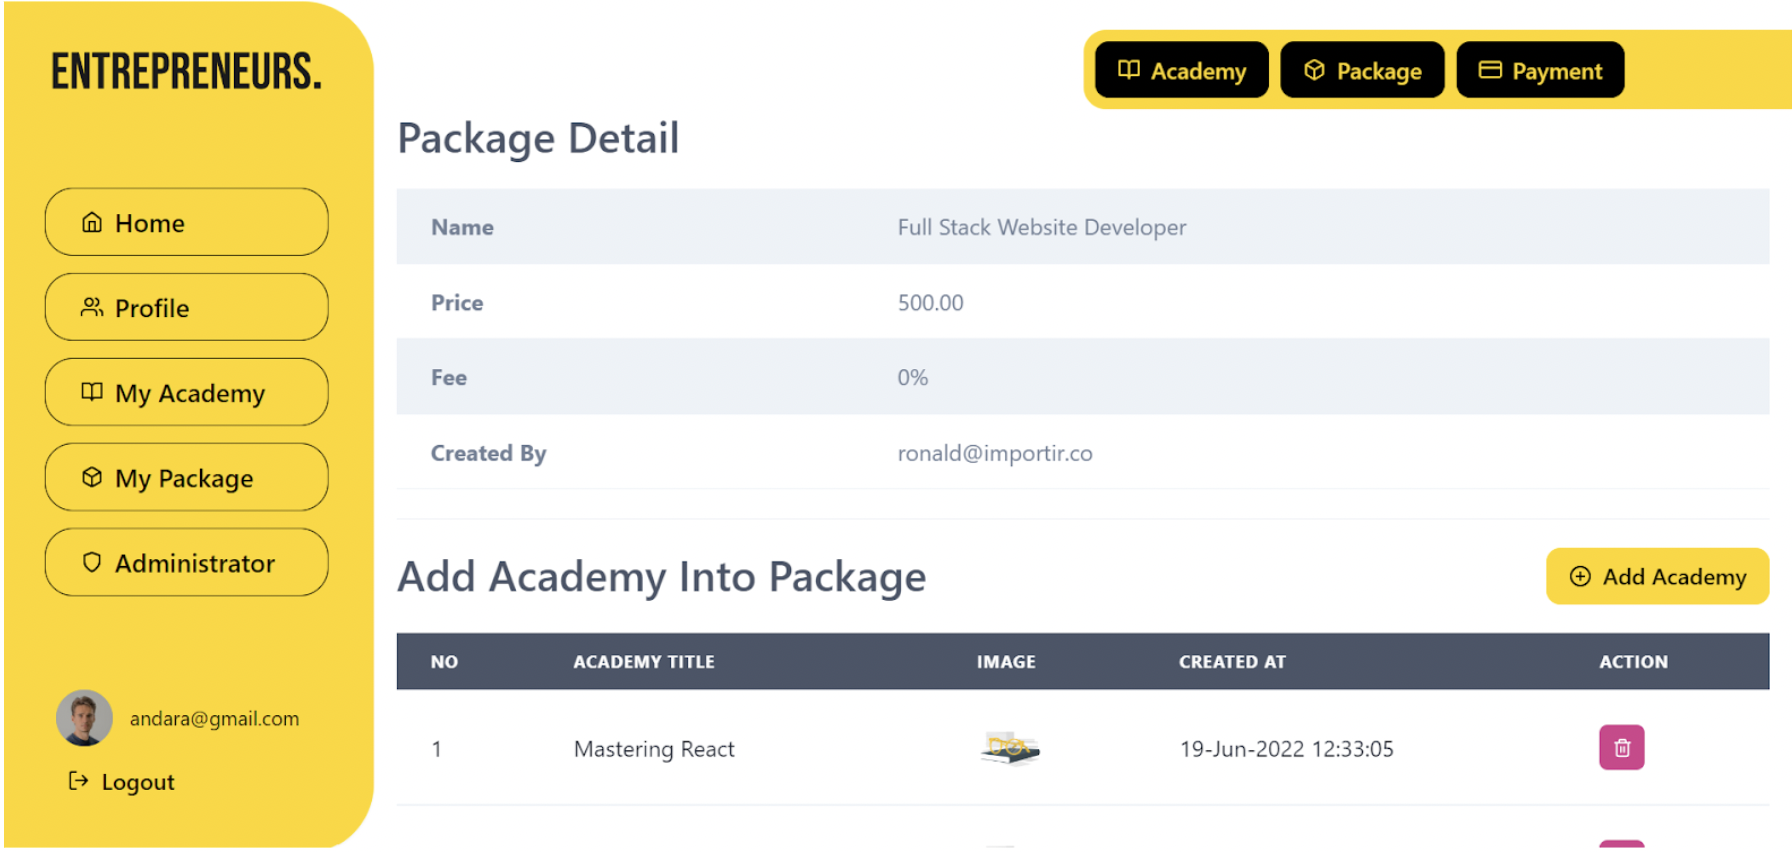 ENTREPRENEURS.
Academy
Package
Payment
Package Detail
Home
Profile
My Academy
My Package
Administrator
andara@gmail.com
Logout
Name Full Stack Website Developer
Price 500.00
Fee 0%
Created By ronald@importir.co
Add Academy Into Package
Add Academy
NO ACADEMY TITLE IMAGE CREATED AT ACTION
1 Mastering React 19-Jun-2022 12:33:05